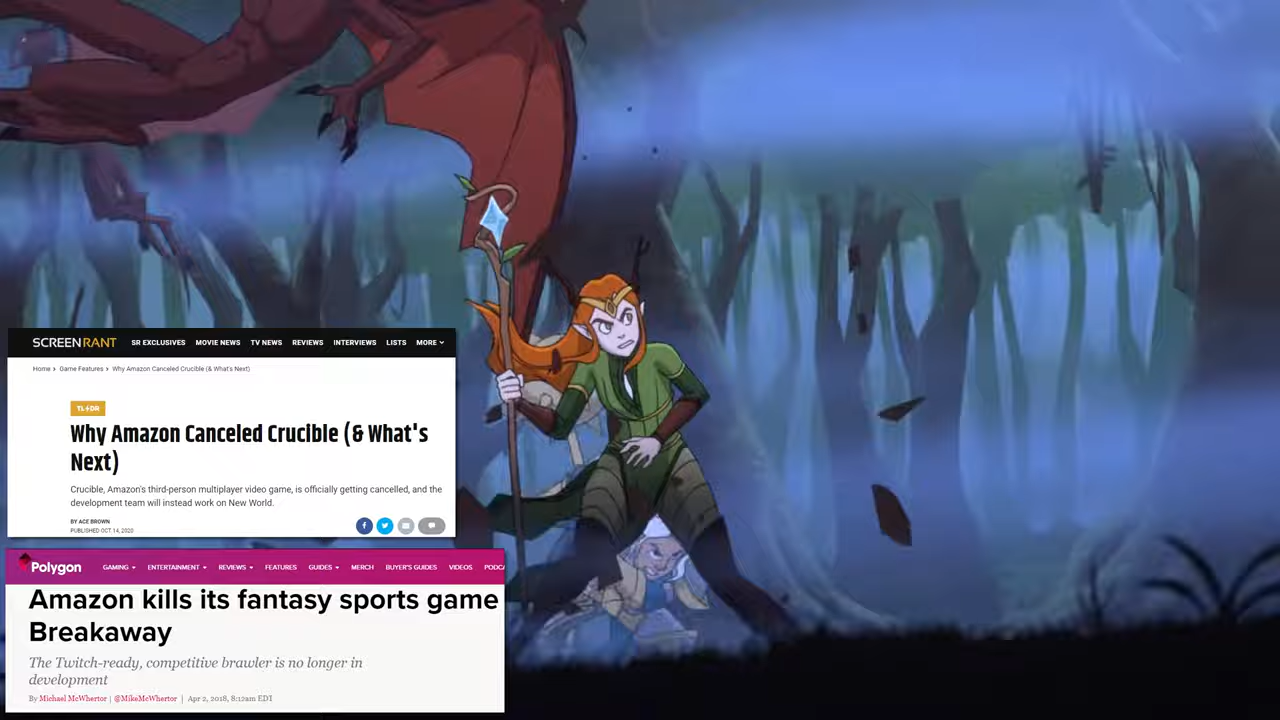 SCREENRANT SR EXCLUSIVES MOVIE NEWS TV NEWS REVIEWS INTERVIEWS LISTS MORE
Home > Game Features > Why Amazon Canceled Crucible (& What's Next)
TL DR
Why Amazon Canceled Crucible (& What's
Next)
Crucible, Amazon's third-person multiplayer video game, is officially getting cancelled, and the
development team will instead work on New World.
BY ACE BROWN
PUBLISHED OCT 14, 2020
Polygon GAMING ENTERTAINMENT REVIEWS FEATURES GUIDES MERCH BUYER'S GUIDES VIDEOS PODCA
Amazon kills its fantasy sports game
Breakaway
The Twitch-ready, competitive brawler is no longer in
development
By Michael McWhertor | @MikeMcWhertor | Apr 2, 2018, 8:12am EDT